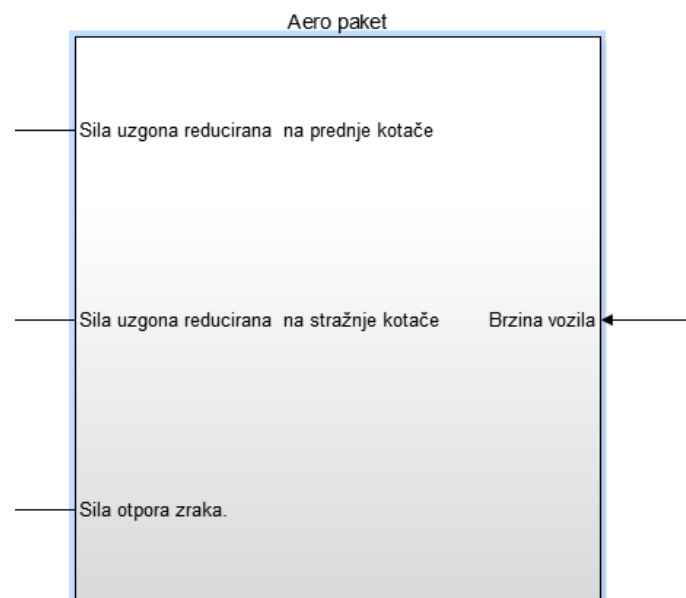 Aero paket
Sila uzgona reducirana  na prednje kotače
Sila uzgona reducirana  na stražnje kotače
Brzina vozila
Sila otpora zraka.